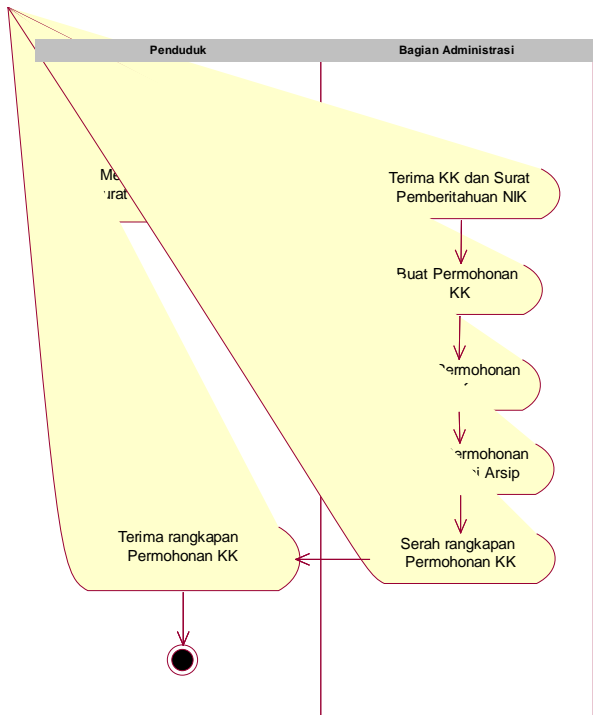 Penduduk
Bagian Administrasi
Terima KK dan Surat
Pemberitahuan NIK
Buat Permohonan
KK
Permohonan
Arsip
Terima rangkapan
Permohonan KK
Serah rangkapan
Permohonan KK